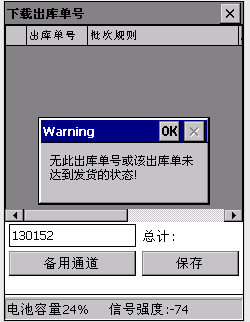 下载出库单号
出库单号 批次规则
Warning OK
无此出库单号或该出库单未
达到发货的状态!
130152 总计:
备用通道 保存
电池容量24% 信号强度:-74